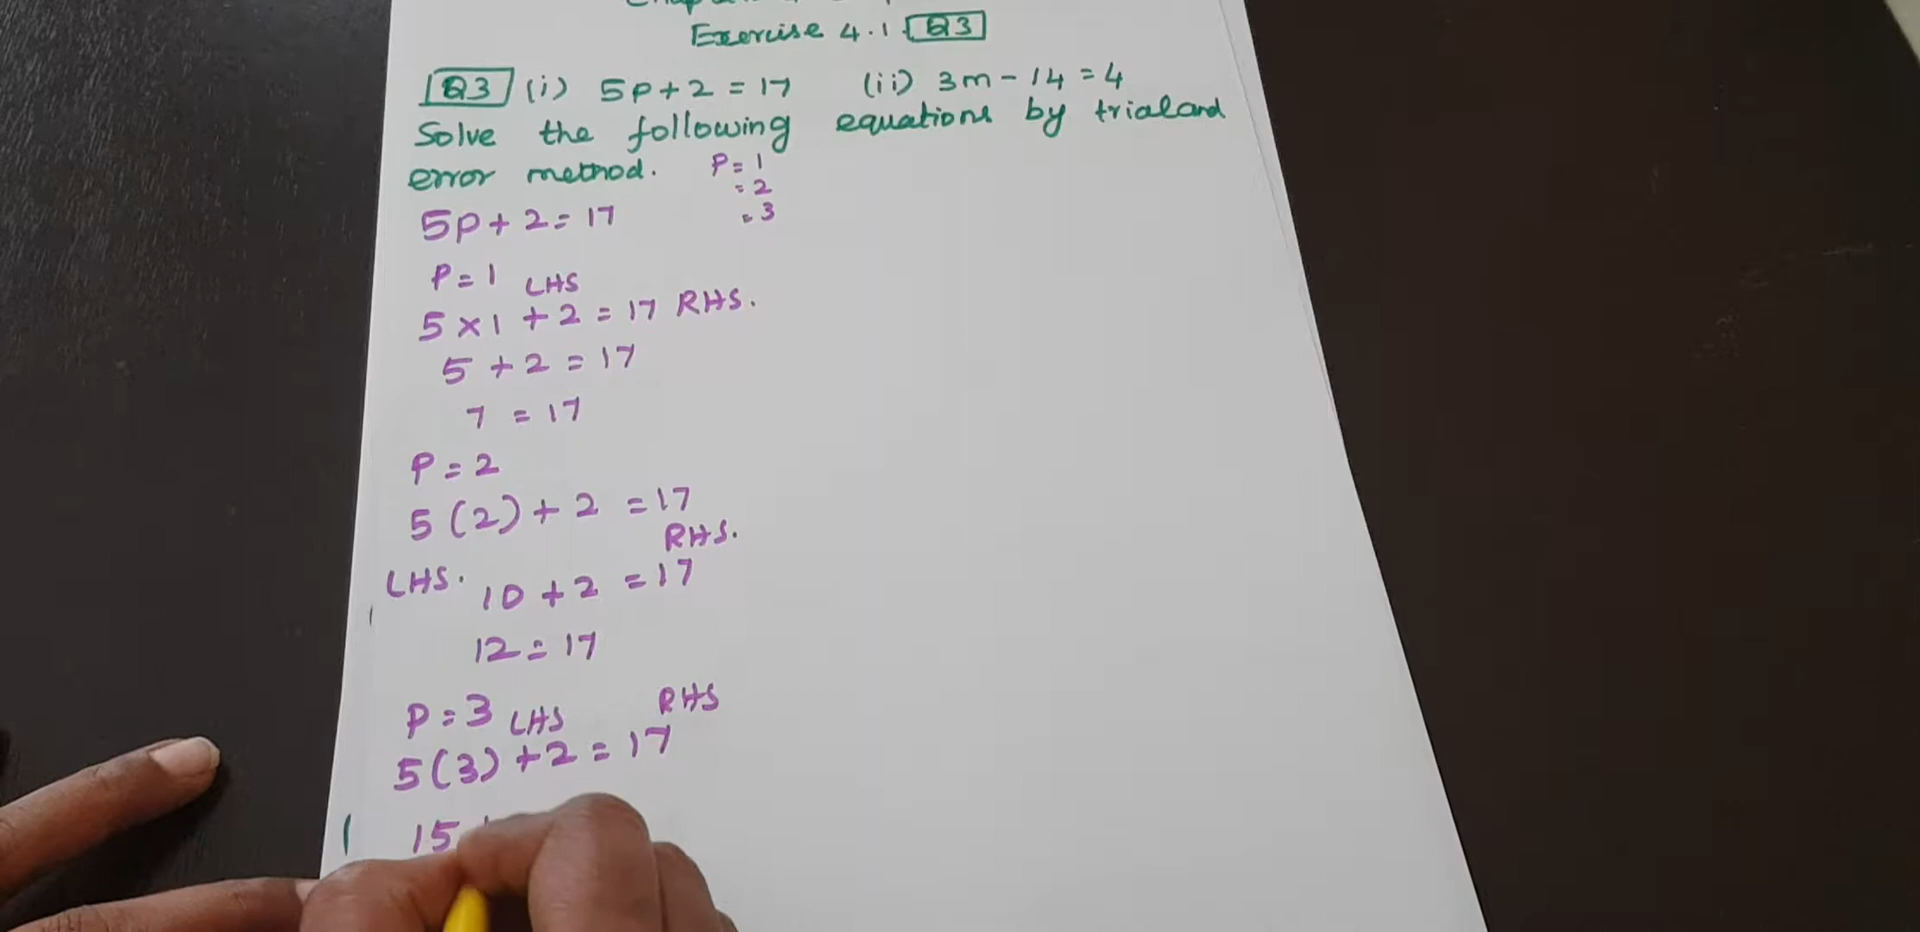 Exercise 4.1 Q3
Q3 (i) 5p+2=17 (ii) 3m-14=4
Solve the following equations by trial and
error method.
P=1
=2
=3
5p+2=17
P=1 LHS
5×1+2=17 RHS.
5+2=17
7=17
P=2
5(2)+2=17
RHS.
LHS. 10+2=17
12=17
P=3 LHS RHS
5(3)+2=17
15